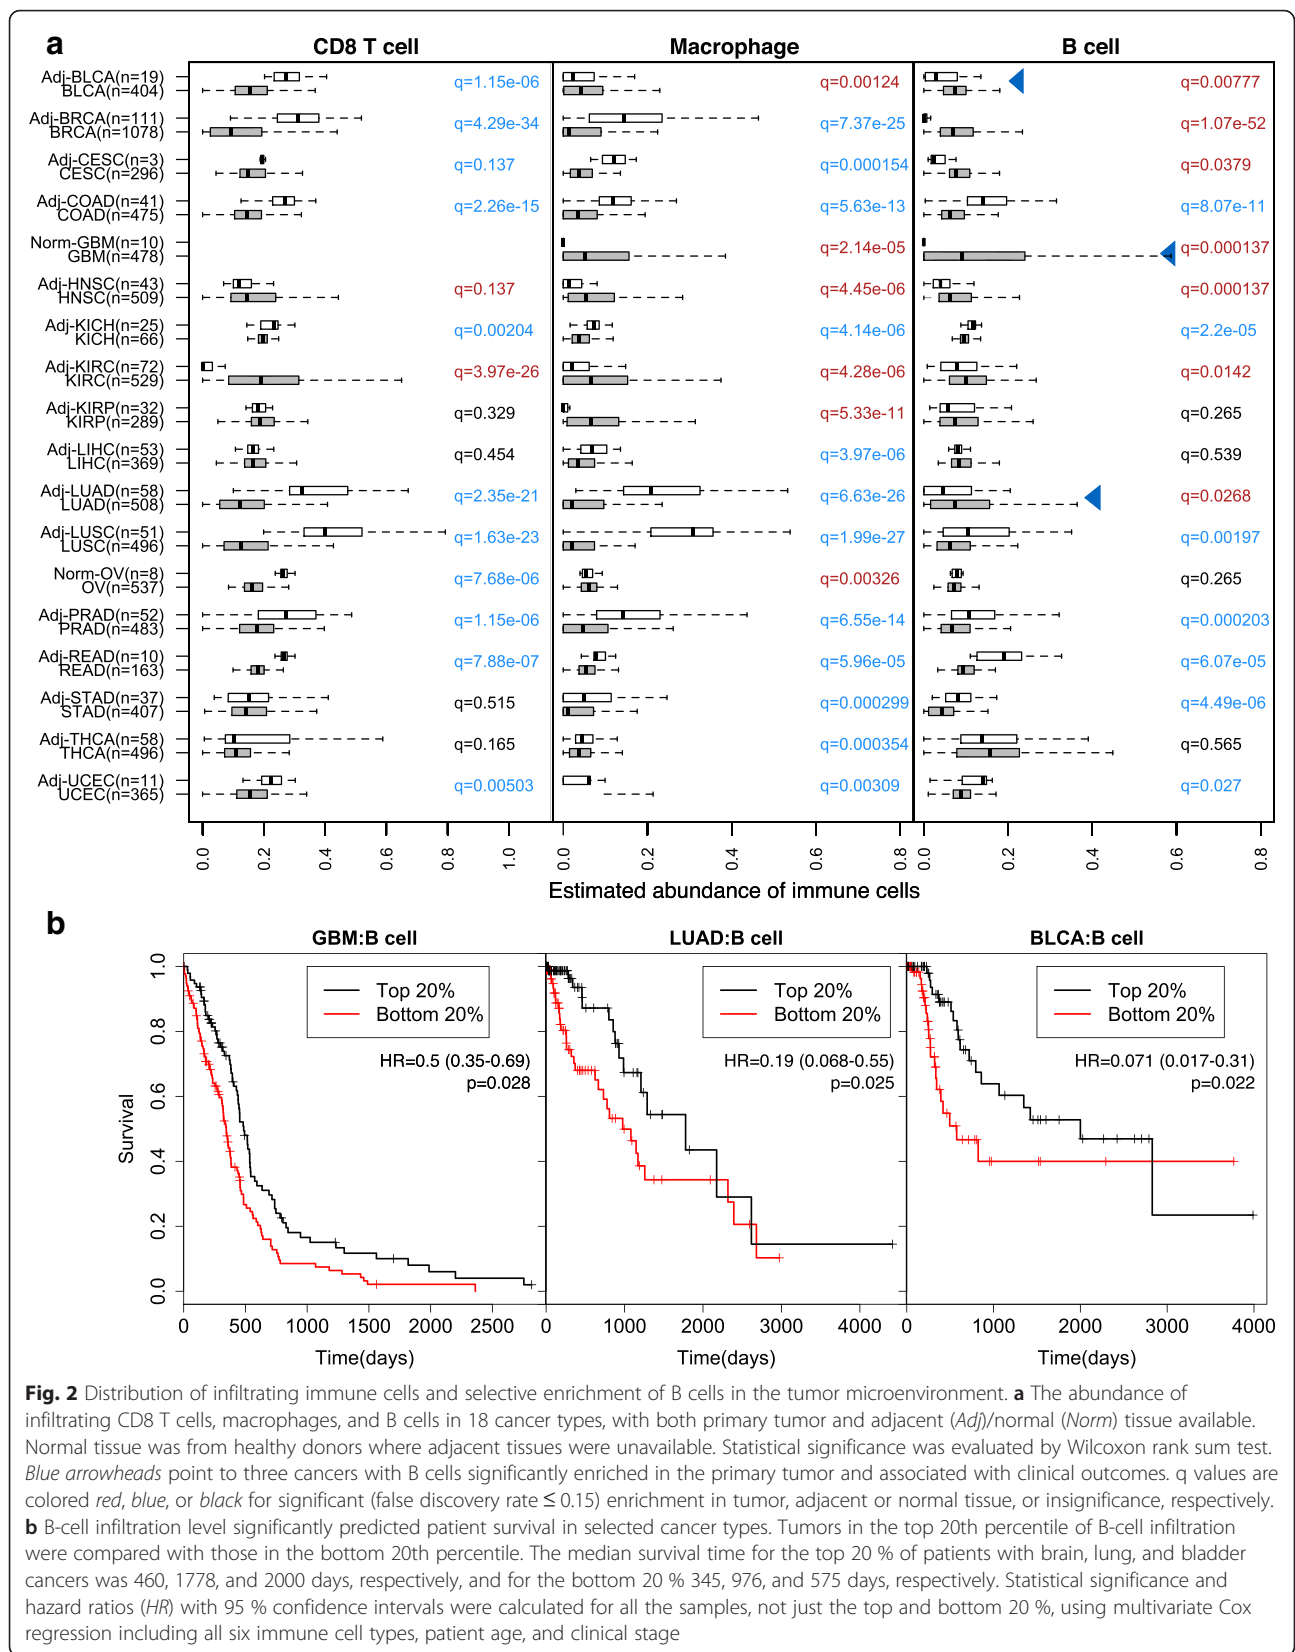 a
CD8 T cell Macrophage B cell
Adj-BLCA(n=19)
BLCA(n=404)
q=1.15e-06 q=0.00124 q=0.00777
Adj-BRCA(n=111)
BRCA(n=1078)
q=4.29e-34 q=7.37e-25 q=1.07e-52
Adj-CESC(n=3)
CESC(n=296)
q=0.137 q=0.000154 q=0.0379
Adj-COAD(n=41)
COAD(n=475)
q=2.26e-15 q=5.63e-13 q=8.07e-11
Norm-GBM(n=10)
GBM(n=478)
q=2.14e-05 q=0.000137
Adj-HNSC(n=43)
HNSC(n=509)
q=0.137 q=4.45e-06 q=0.000137
Adj-KICH(n=25)
KICH(n=66)
q=0.00204 q=4.14e-06 q=2.2e-05
Adj-KIRC(n=72)
KIRC(n=529)
q=3.97e-26 q=4.28e-06 q=0.0142
Adj-KIRP(n=32)
KIRP(n=289)
q=0.329 q=5.33e-11 q=0.265
Adj-LIHC(n=53)
LIHC(n=369)
q=0.454 q=3.97e-06 q=0.539
Adj-LUAD(n=58)
LUAD(n=508)
q=2.35e-21 q=6.63e-26 q=0.0268
Adj-LUSC(n=51)
LUSC(n=496)
q=1.63e-23 q=1.99e-27 q=0.00197
Norm-OV(n=8)
OV(n=537)
q=7.68e-06 q=0.00326 q=0.265
Adj-PRAD(n=52)
PRAD(n=483)
q=1.15e-06 q=6.55e-14 q=0.000203
Adj-READ(n=10)
READ(n=163)
q=7.88e-07 q=5.96e-05 q=6.07e-05
Adj-STAD(n=37)
STAD(n=407)
q=0.515 q=0.000299 q=4.49e-06
Adj-THCA(n=58)
THCA(n=496)
q=0.165 q=0.000354 q=0.565
Adj-UCEC(n=11)
UCEC(n=365)
q=0.00503 q=0.00309 q=0.027
0.0 0.2 0.4 0.6 0.8 1.0 0.0 0.2 0.4 0.6 0.8 0.0 0.2 0.4 0.6 0.8
Estimated abundance of immune cells
b
GBM:B cell LUAD:B cell BLCA:B cell
Top 20% Top 20% Top 20%
Bottom 20% Bottom 20% Bottom 20%
HR=0.5 (0.35-0.69) HR=0.19 (0.068-0.55) HR=0.071 (0.017-0.31)
p=0.028 p=0.025 p=0.022
Survival
1.0
0.8
0.6
0.4
0.2
0.0
0 500 1000 1500 2000 2500 0 1000 2000 3000 4000 0 1000 2000 3000 4000
Time(days) Time(days) Time(days)
Fig. 2 Distribution of infiltrating immune cells and selective enrichment of B cells in the tumor microenvironment. a The abundance of
infiltrating CD8 T cells, macrophages, and B cells in 18 cancer types, with both primary tumor and adjacent (Adj)/normal (Norm) tissue available.
Normal tissue was from healthy donors where adjacent tissues were unavailable. Statistical significance was evaluated by Wilcoxon rank sum test.
Blue arrowheads point to three cancers with B cells significantly enriched in the primary tumor and associated with clinical outcomes. q values are
colored red, blue, or black for significant (false discovery rate ≤ 0.15) enrichment in tumor, adjacent or normal tissue, or insignificance, respectively.
b B-cell infiltration level significantly predicted patient survival in selected cancer types. Tumors in the top 20th percentile of B-cell infiltration
were compared with those in the bottom 20th percentile. The median survival time for the top 20 % of patients with brain, lung, and bladder
cancers was 460, 1778, and 2000 days, respectively, and for the bottom 20 % 345, 976, and 575 days, respectively. Statistical significance and
hazard ratios (HR) with 95 % confidence intervals were calculated for all the samples, not just the top and bottom 20 %, using multivariate Cox
regression including all six immune cell types, patient age, and clinical stage